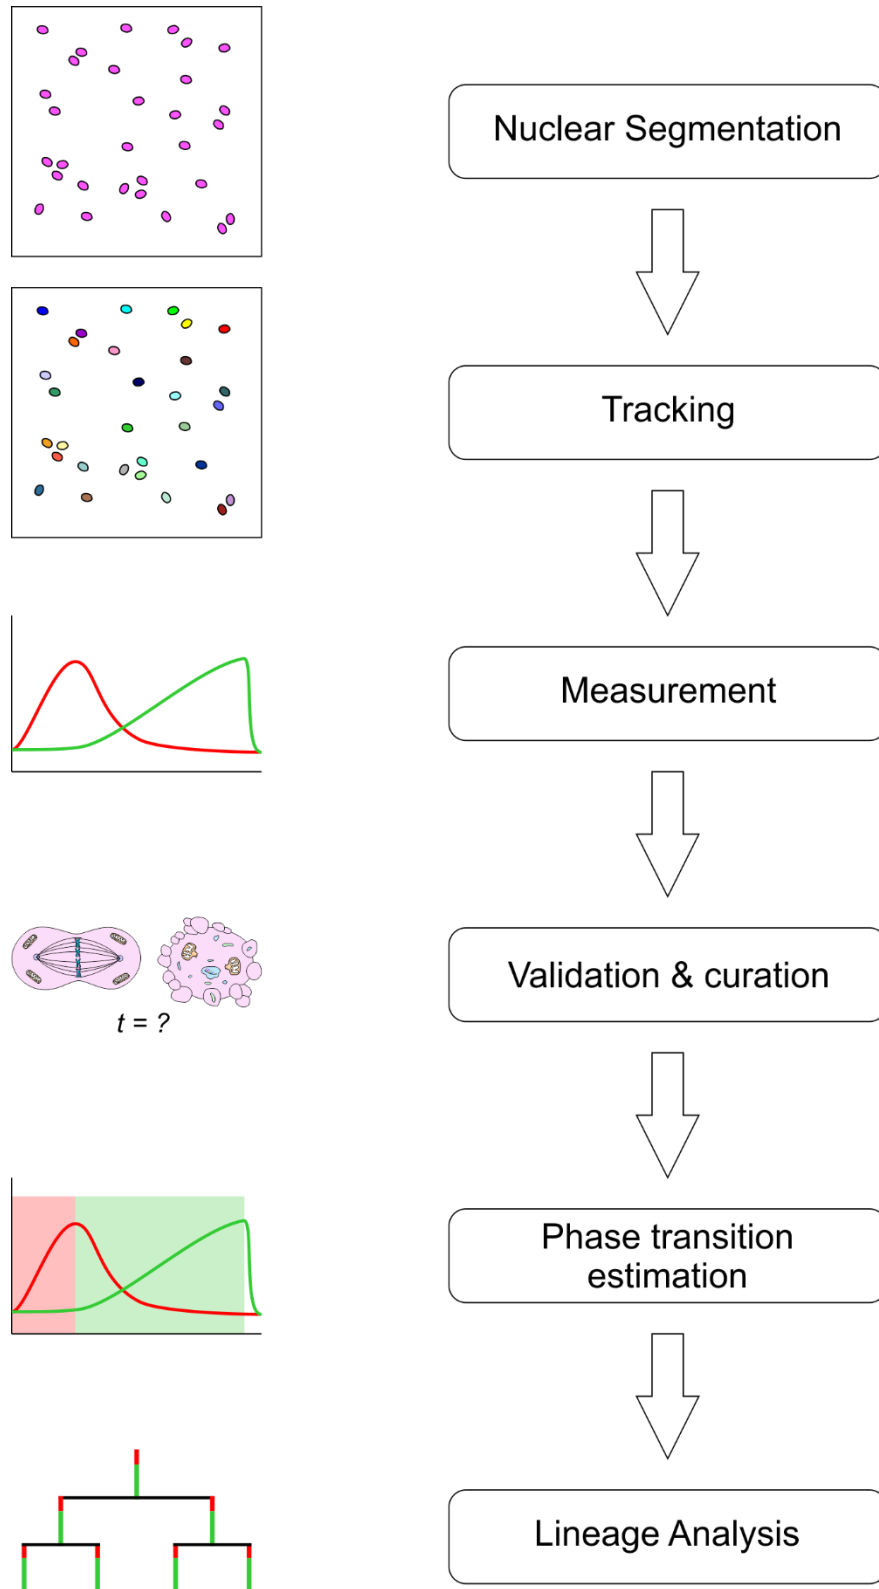 Nuclear Segmentation
Tracking
Measurement
Validation & curation
t = ?
Phase transition
estimation
Lineage Analysis